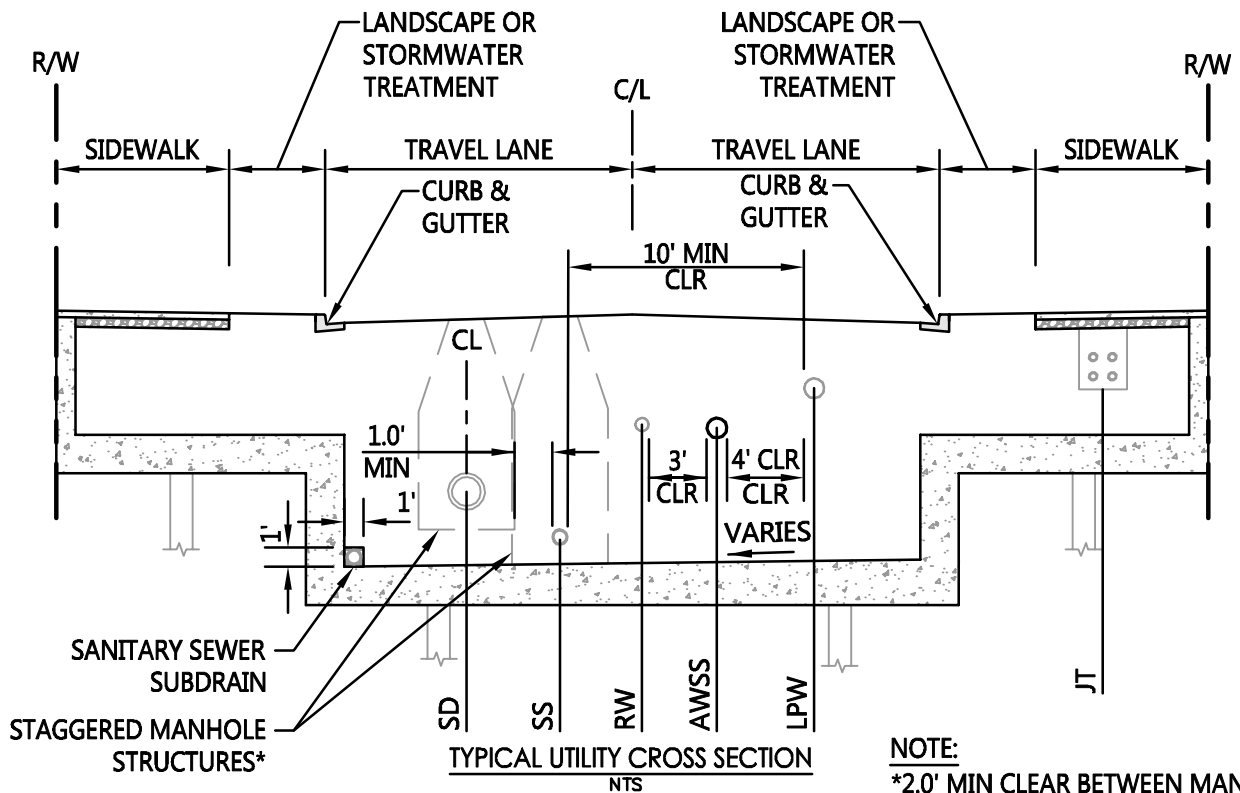 LANDSCAPE OR
STORMWATER
TREATMENT
LANDSCAPE OR
STORMWATER
TREATMENT
R/W
C/L
R/W
SIDEWALK
TRAVEL LANE
TRAVEL LANE
SIDEWALK
CURB &
GUTTER
CURB &
GUTTER
10' MIN
CLR
CL
1.0'
MIN
3'
CLR
4' CLR
CLR
1'
1'
VARIES
SANITARY SEWER
SUBDRAIN
STAGGERED MANHOLE
STRUCTURES*
SD
SS
RW
AWSS
LPW
JT
TYPICAL UTILITY CROSS SECTION
NTS
NOTE:
*2.0' MIN CLEAR BETWEEN MAN